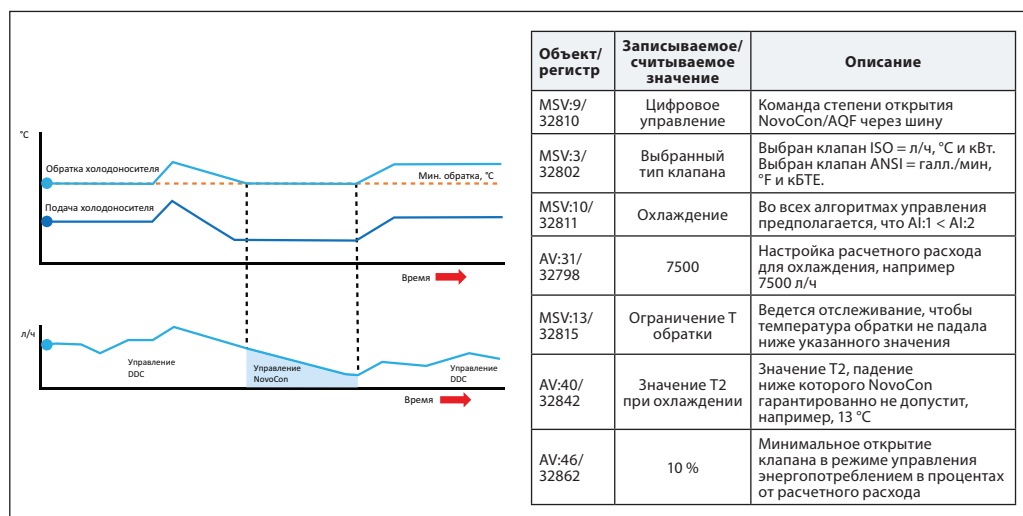 °C
Обратка холодоносителя
Мин. обратка, °C
Подача холодоносителя
Время
л/ч
Управление
DDC
Управление
NovoCon
Управление
DDC
Время
Объект/
регистр
Записываемое/
считываемое
значение
Описание
MSV:9/
32810
Цифровое
управление
Команда степени открытия
NovoCon/AQF через шину
MSV:3/
32802
Выбранный
тип клапана
Выбран клапан ISO = л/ч, °C и кВт.
Выбран клапан ANSI = галл./мин,
°F и кБТЕ.
MSV:10/
32811
Охлаждение
Во всех алгоритмах управления
предполагается, что AI:1 < AI:2
AV:31/
32798
7500
Настройка расчетного расхода
для охлаждения, например
7500 л/ч
MSV:13/
32815
Ограничение T
обратки
Ведется отслеживание, чтобы
температура обратки не падала
ниже указанного значения
AV:40/
32842
Значение T2
при охлаждении
Значение T2, падение
ниже которого NovoCon
гарантированно не допустит,
например, 13 °C
AV:46/
32862
10 %
Минимальное открытие
клапана в режиме управления
энергопотреблением в процентах
от расчетного расхода